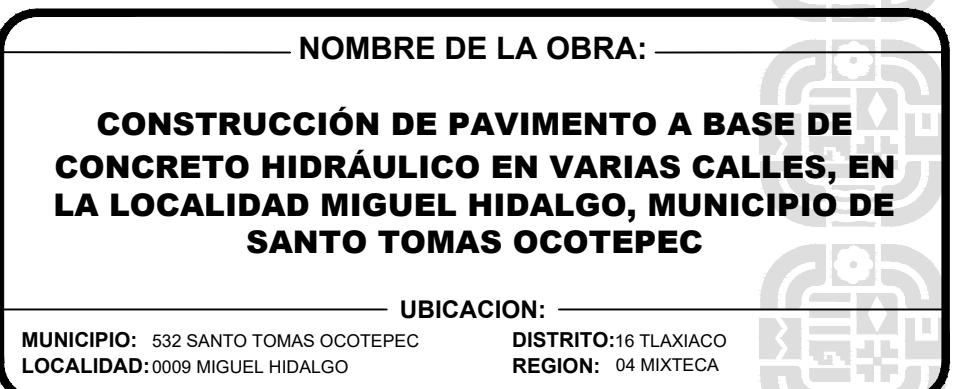 NOMBRE DE LA OBRA:
CONSTRUCCIÓN DE PAVIMENTO A BASE DE
CONCRETO HIDRÁULICO EN VARIAS CALLES, EN
LA LOCALIDAD MIGUEL HIDALGO, MUNICIPIO DE
SANTO TOMAS OCOTEPEC
UBICACION:
MUNICIPIO: 532 SANTO TOMAS OCOTEPEC DISTRITO:16 TLAXIACO
LOCALIDAD:0009 MIGUEL HIDALGO REGION: 04 MIXTECA